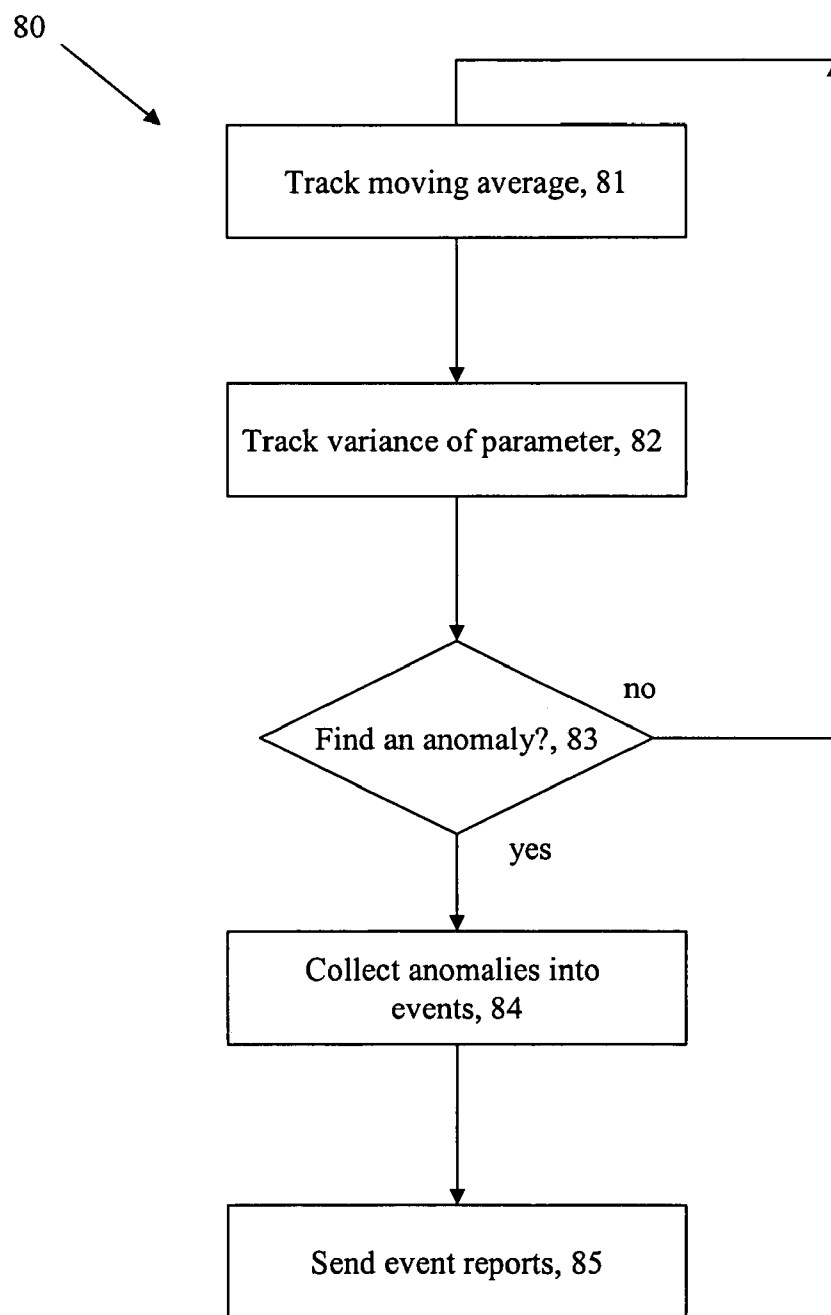 80
Track moving average, 81
Track variance of parameter, 82
no
Find an anomaly?, 83
yes
Collect anomalies into
events, 84
Send event reports, 85